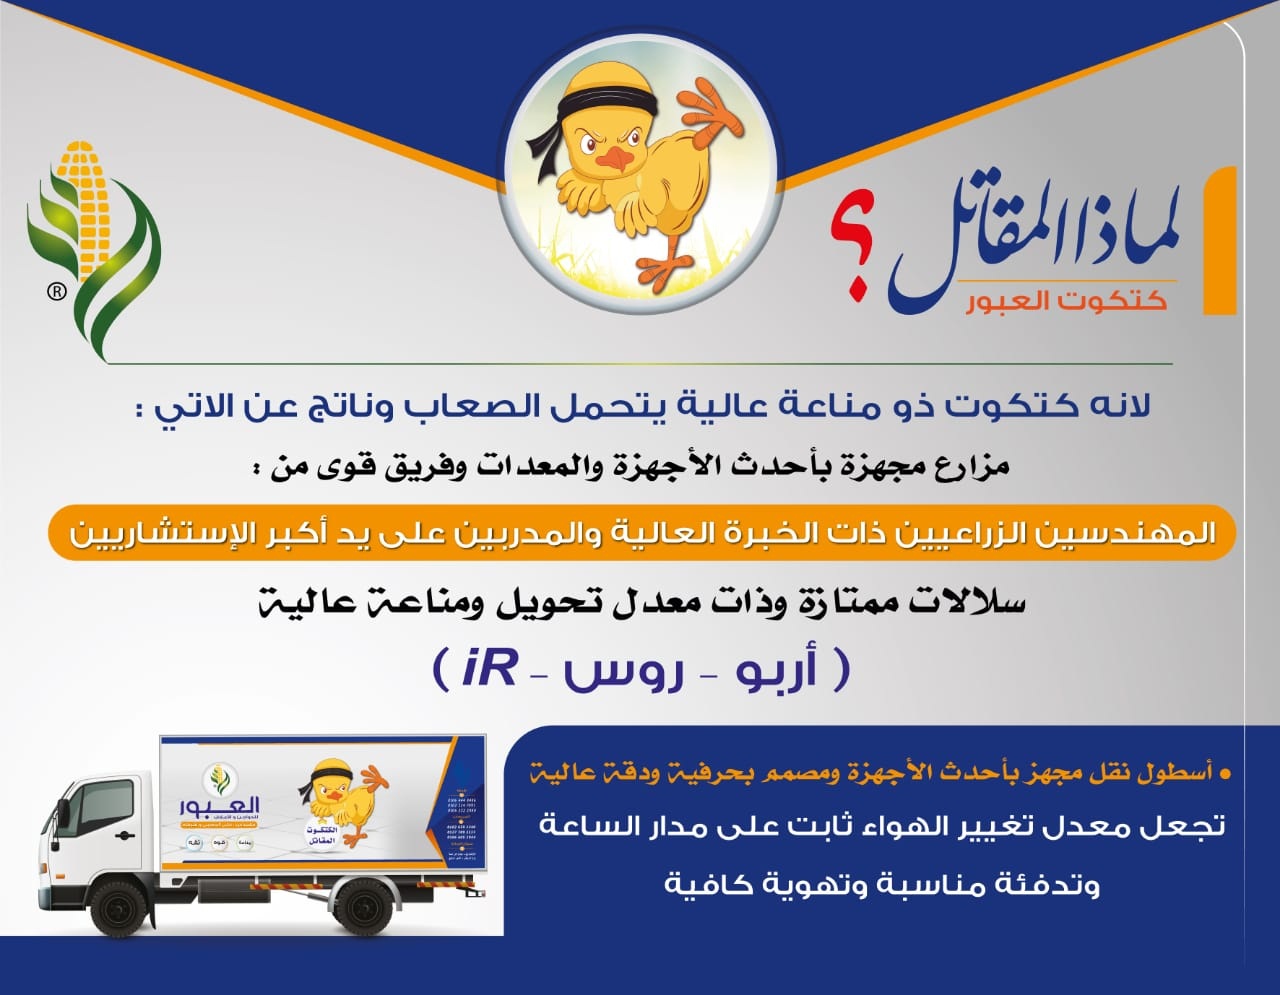 لماذا المقاتل ؟
كتكوت العبور
®
لانه كتكوت ذو مناعة عالية يتحمل الصعاب وناتج عن الاتي :
مزارع مجهزة بأحدث الأجهزة والمعدات وفريق قوى من :
المهندسين الزراعيين ذات الخبرة العالية والمدربين على يد أكبر الإستشاريين
سلالات ممتازة وذات معدل تحويل ومناعة عالية
( أربو - روس - iR )
• أسطول نقل مجهز بأحدث الأجهزة ومصمم بحرفية ودقة عالية
تجعل معدل تغيير الهواء ثابت على مدار الساعة
وتدفئة مناسبة وتهوية كافية
العبور
الكتكوت
المقاتل
قوة
ثقة